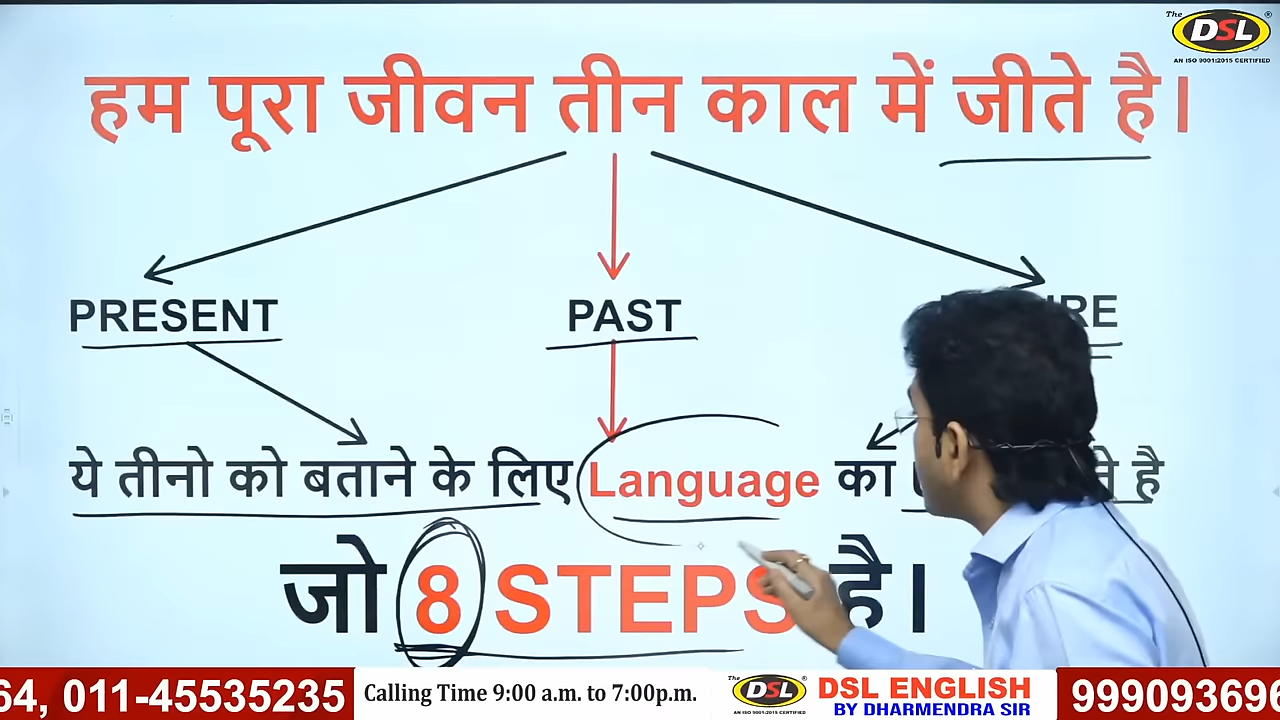 The DSL ®
AN ISO 9001:2015 CERTIFIED
हम पूरा जीवन तीन काल में जीते है।
PRESENT PAST
ये तीनो को बताने के लिए Language का है
जो 8 STEPS है।
64, 011-45535235 Calling Time 9:00 a.m. to 7:00p.m. The DSL ® AN ISO 9001:2015 CERTIFIED DSL ENGLISH BY DHARMENDRA SIR 999093696